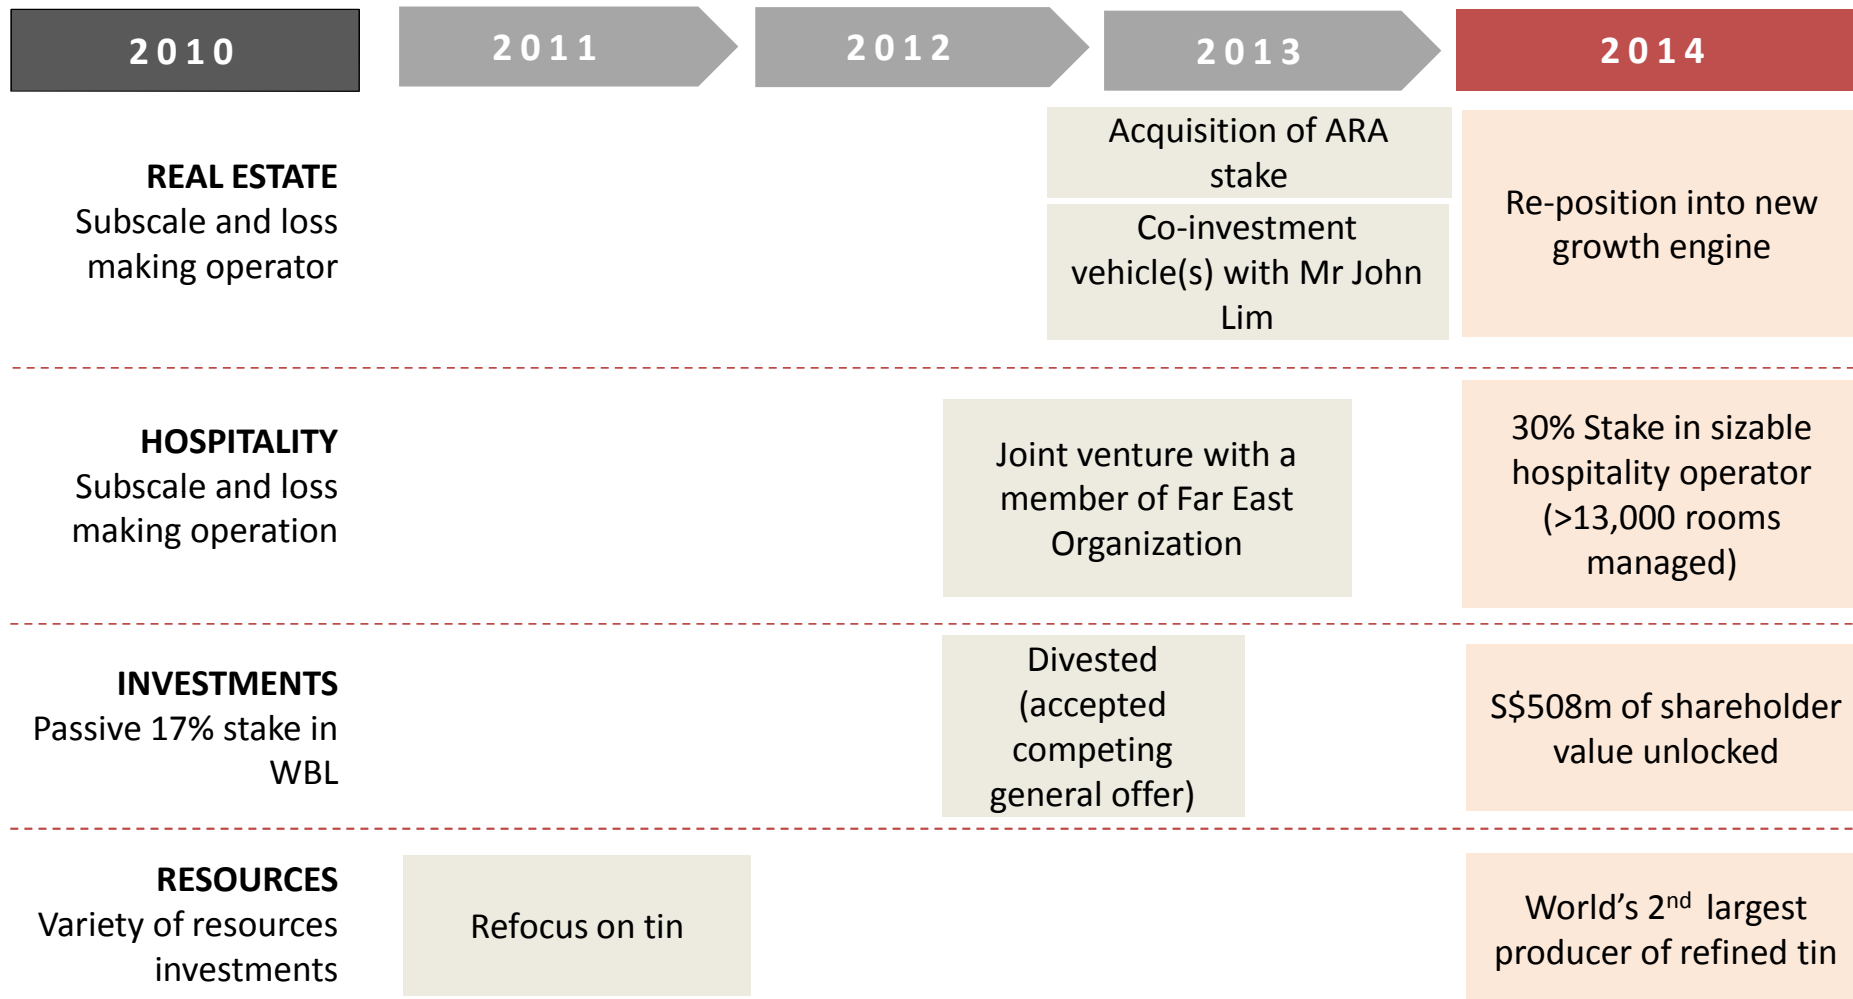 2010
2011
2012
2013
2014
REAL ESTATE
Subscale and loss
making operator
Acquisition of ARA
stake
Co-investment
vehicle(s) with Mr John
Lim
Re-position into new
growth engine
HOSPITALITY
Subscale and loss
making operation
Joint venture with a
member of Far East
Organization
30% Stake in sizable
hospitality operator
(>13,000 rooms
managed)
INVESTMENTS
Passive 17% stake in
WBL
Divested
(accepted
competing
general offer)
S$508m of shareholder
value unlocked
RESOURCES
Variety of resources
investments
Refocus on tin
World’s 2nd largest
producer of refined tin